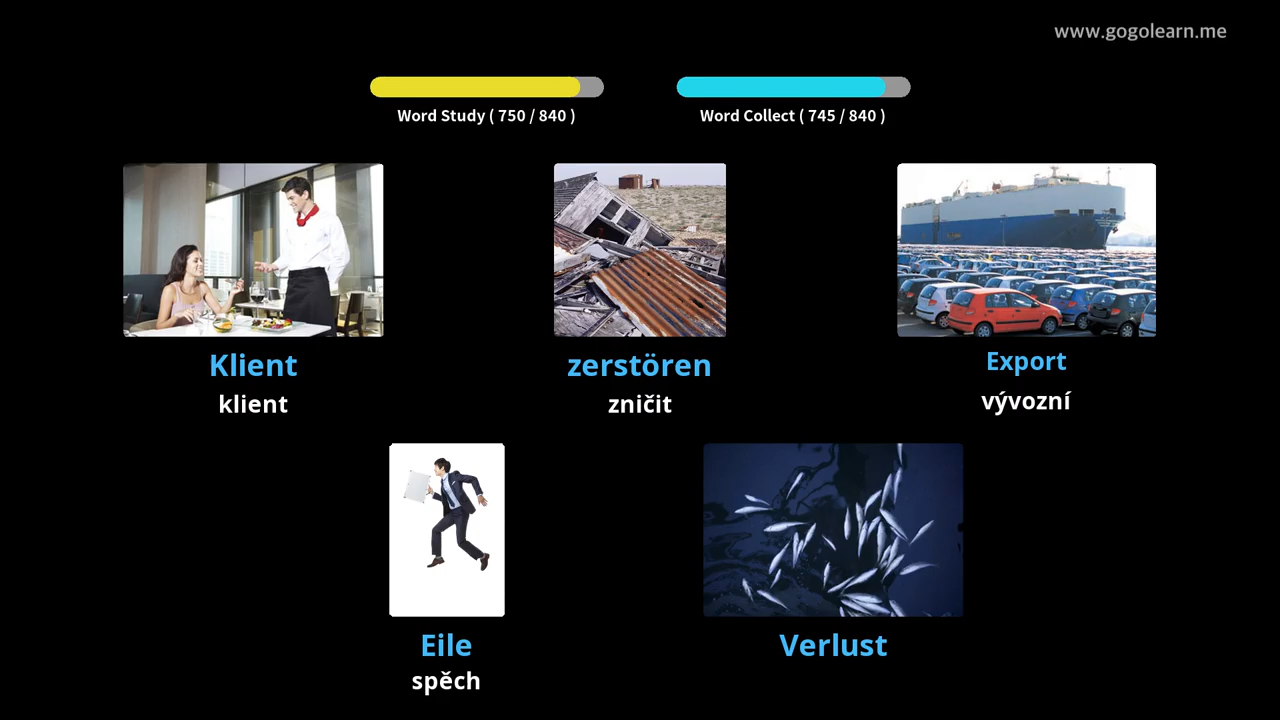 www.gogolearn.me
Word Study ( 750 / 840 )
Word Collect ( 745 / 840 )
Klient
klient
zerstören
zničit
Export
vývozní
Eile
spěch
Verlust